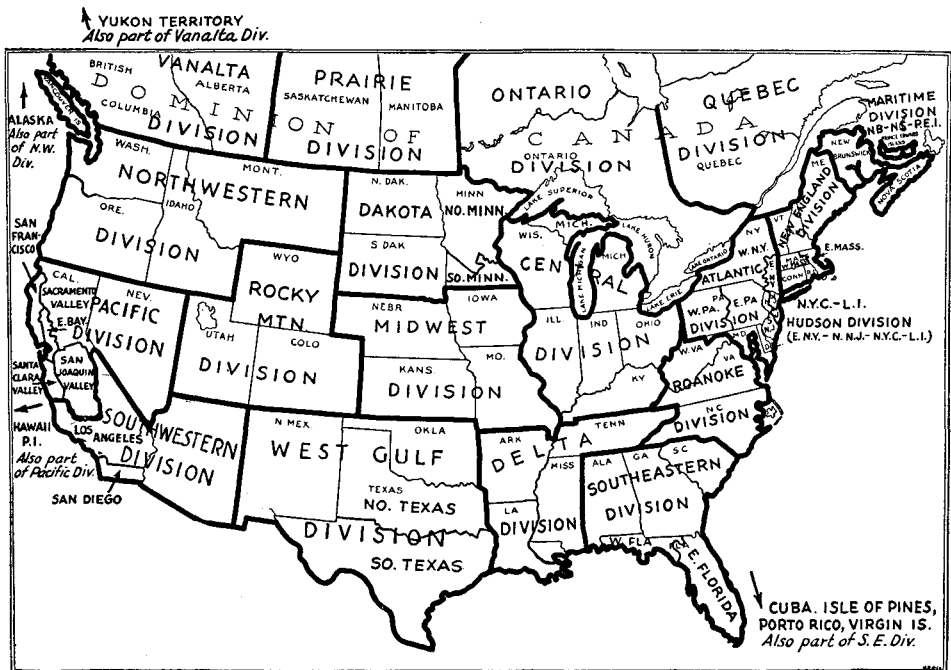 YUKON TERRITORY
Also part of Vanalta Div.
BRITISH
COLUMBIA
VANALTA
ALBERTA
DIVISION
PRAIRIE
SASKATCHEWAN
MANITOBA
DIVISION
ONTARIO
ONTARIO
DIVISION
QUEBEC
DIVISION
QUEBEC
DOMINION OF CANADA
MARITIME
DIVISION
NB-NS-P.E.I.
PRINCE EDWARD
ISLAND
NEW
BRUNSWICK
NOVA SCOTIA
VANCOUVER IS.
ALASKA
Also part
of N.W.
Div.
WASH.
MONT.
NORTHWESTERN
ORE.
IDAHO
DIVISION
N. DAK.
DAKOTA
S DAK
DIVISION
MINN
NO. MINN.
SO. MINN.
LAKE SUPERIOR
LAKE HURON
LAKE MICHIGAN
LAKE ERIE
LAKE ONTARIO
WIS.
MICH.
MICH
CENTRAL
ILL.
IND
OHIO
DIVISION
KY
ME
VT
NEW ENGLAND
DIVISION
E. MASS.
CONN
NY
W.N.Y.
ATLANTIC
PA
W. PA.
E. PA
DIVISION
N.Y.C.-L.I.
HUDSON DIVISION
(E. N.Y.- N N.J.- N.Y.C.-L.I.)
SAN
FRAN-
CISCO
CAL.
SACRAMENTO
VALLEY
E. BAY
NEV.
PACIFIC
DIVISION
SAN
JOAQUIN
VALLEY
SANTA
CLARA
VALLEY
HAWAII
P.I.
Also part
of Pacific Div.
LOS
ANGELES
SOUTHWESTERN
DIVISION
SAN DIEGO
WYO
ROCKY
MTN.
UTAH
COLO
DIVISION
NEBR
IOWA
MIDWEST
KANS.
MO.
DIVISION
N MEX.
OKLA
WEST GULF
TEXAS
NO. TEXAS
DIVISION
SO. TEXAS
ARK
TENN
DELTA
MISS
LA
DIVISION
W. VA
VA
ROANOKE
NC
DIVISION
ALA
GA
SC
SOUTHEASTERN
DIVISION
W. FLA
E. FLORIDA
CUBA. ISLE OF PINES,
PORTO RICO, VIRGIN IS.
Also part of S.E. Div.